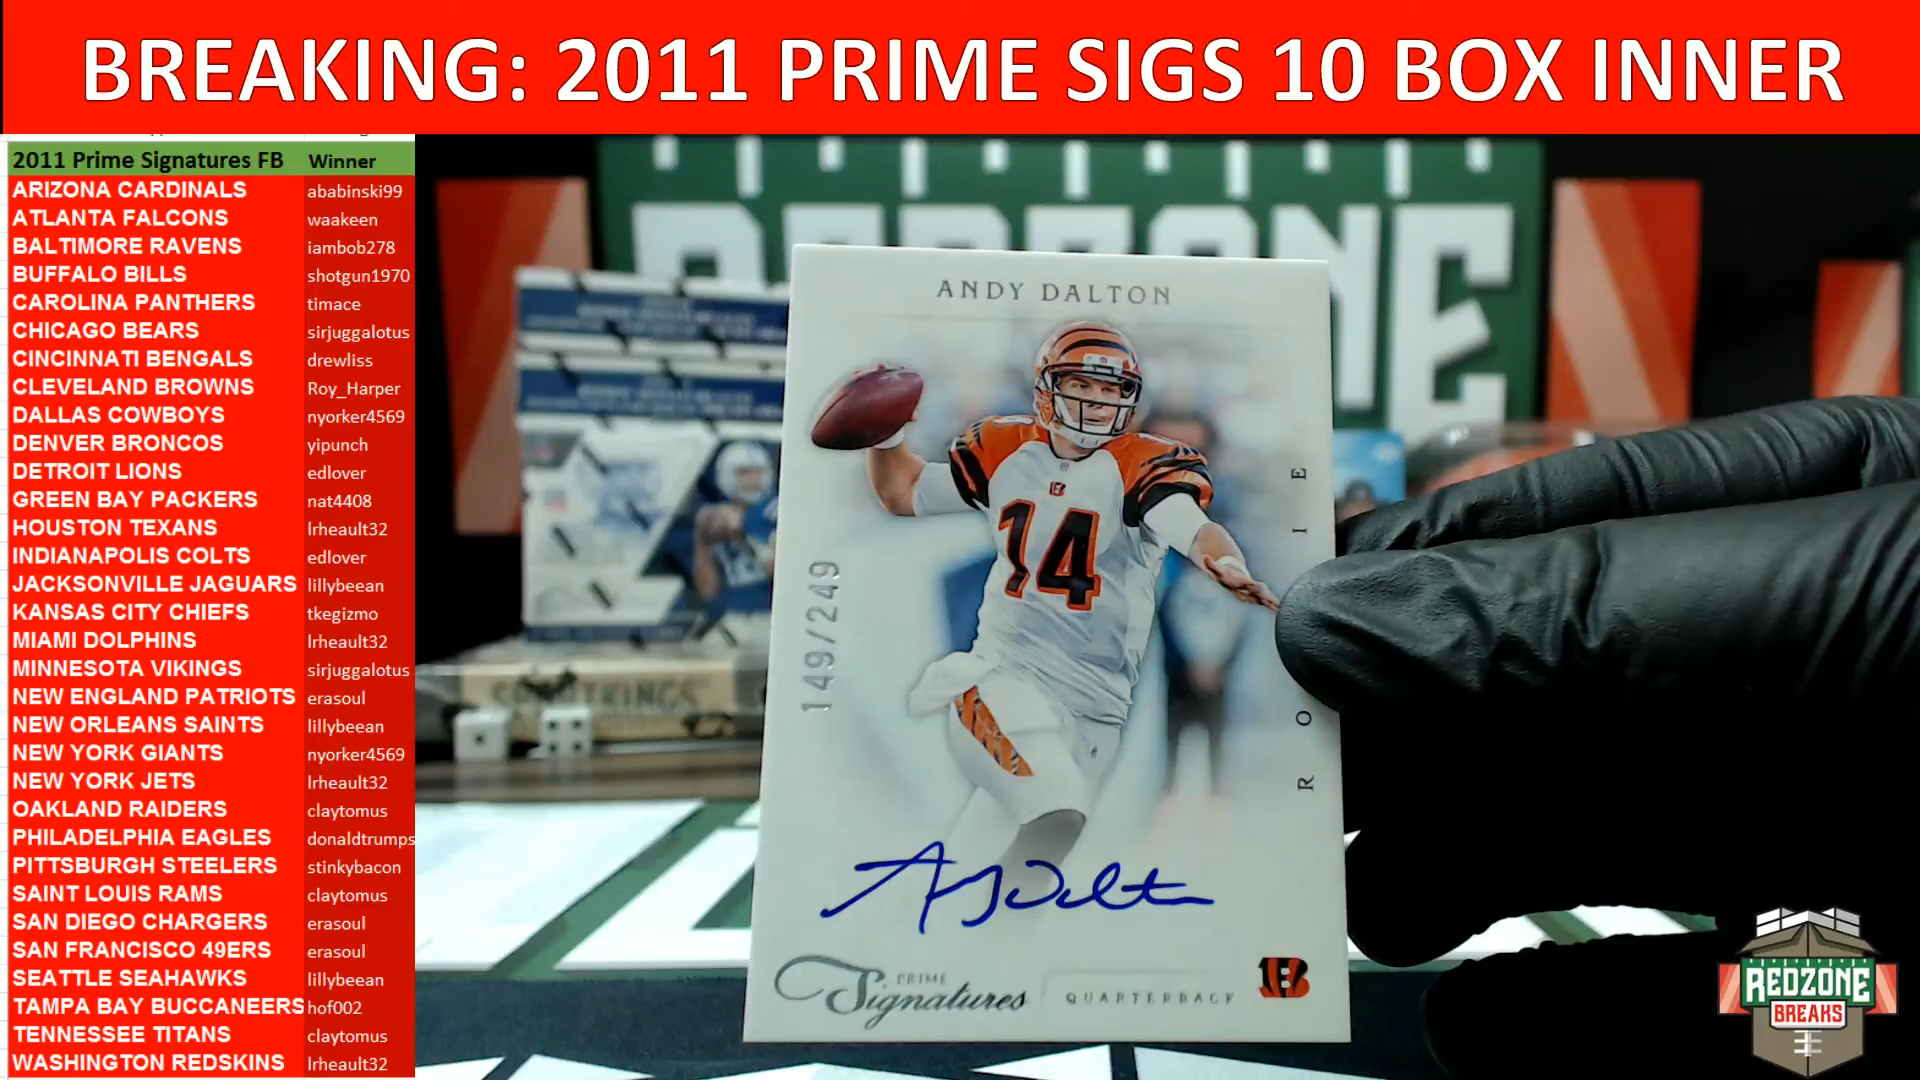 BREAKING: 2011 PRIME SIGS 10 BOX INNER
2011 Prime Signatures FB Winner
ARIZONA CARDINALS ababinski99
ATLANTA FALCONS waakeen
BALTIMORE RAVENS iambob278
BUFFALO BILLS shotgun1970
CAROLINA PANTHERS timace
CHICAGO BEARS sirjuggalotus
CINCINNATI BENGALS drewliss
CLEVELAND BROWNS Roy_Harper
DALLAS COWBOYS nyorker4569
DENVER BRONCOS yipunch
DETROIT LIONS edlover
GREEN BAY PACKERS nat4408
HOUSTON TEXANS lrheault32
INDIANAPOLIS COLTS edlover
JACKSONVILLE JAGUARS lillybeean
KANSAS CITY CHIEFS tkegizmo
MIAMI DOLPHINS lrheault32
MINNESOTA VIKINGS sirjuggalotus
NEW ENGLAND PATRIOTS erasoul
NEW ORLEANS SAINTS lillybeean
NEW YORK GIANTS nyorker4569
NEW YORK JETS lrheault32
OAKLAND RAIDERS claytomus
PHILADELPHIA EAGLES donaldtrumps
PITTSBURGH STEELERS stinkybacon
SAINT LOUIS RAMS claytomus
SAN DIEGO CHARGERS erasoul
SAN FRANCISCO 49ERS erasoul
SEATTLE SEAHAWKS lillybeean
TAMPA BAY BUCCANEERS hof002
TENNESSEE TITANS claytomus
WASHINGTON REDSKINS lrheault32
REDZONE
ANDY DALTON
14
149/249
Andy Dalton
PRIME
Signatures
QUARTERBACK
B
REDZONE
BREAKS